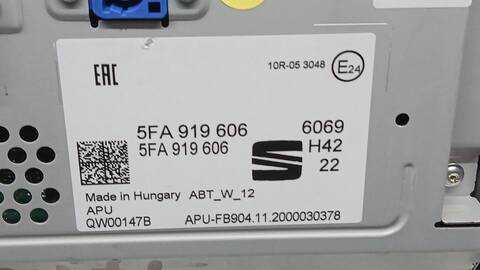 EAC
10R-05 3048 E24
5FA 919 606 6069
5FA 919 606 H42
22
Made in Hungary ABT_W_12
APU
QW00147B APU-FB904.11.2000030378